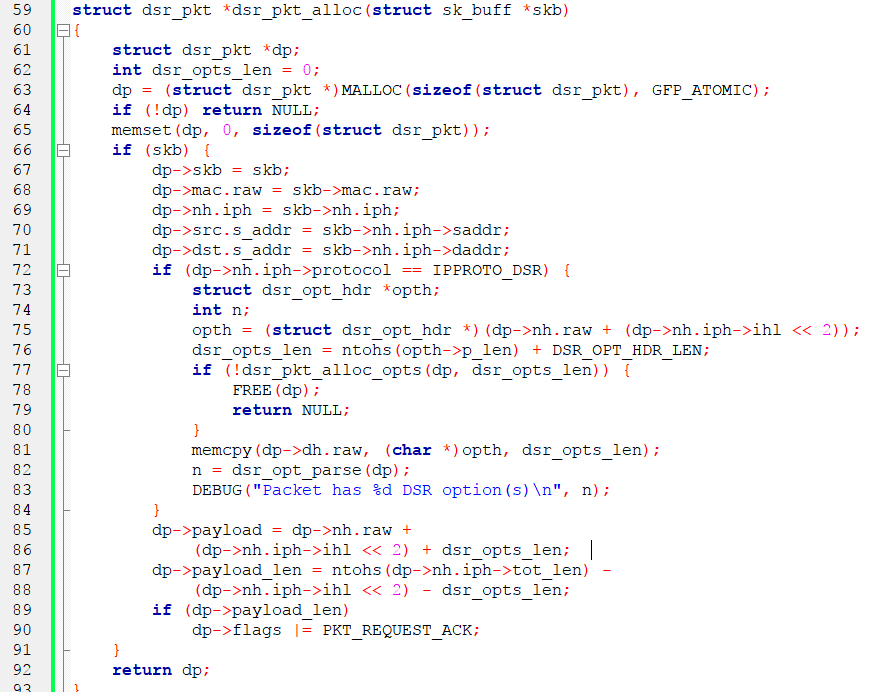 59 struct dsr_pkt *dsr_pkt_alloc(struct sk_buff *skb)
60 {
61     struct dsr_pkt *dp;
62     int dsr_opts_len = 0;
63     dp = (struct dsr_pkt *)MALLOC(sizeof(struct dsr_pkt), GFP_ATOMIC);
64     if (!dp) return NULL;
65     memset(dp, 0, sizeof(struct dsr_pkt));
66     if (skb) {
67         dp->skb = skb;
68         dp->mac.raw = skb->mac.raw;
69         dp->nh.iph = skb->nh.iph;
70         dp->src.s_addr = skb->nh.iph->saddr;
71         dp->dst.s_addr = skb->nh.iph->daddr;
72         if (dp->nh.iph->protocol == IPPROTO_DSR) {
73             struct dsr_opt_hdr *opth;
74             int n;
75             opth = (struct dsr_opt_hdr *)(dp->nh.raw + (dp->nh.iph->ihl << 2));
76             dsr_opts_len = ntohs(opth->p_len) + DSR_OPT_HDR_LEN;
77             if (!dsr_pkt_alloc_opts(dp, dsr_opts_len)) {
78                 FREE(dp);
79                 return NULL;
80             }
81             memcpy(dp->dh.raw, (char *)opth, dsr_opts_len);
82             n = dsr_opt_parse(dp);
83             DEBUG("Packet has %d DSR option(s)\n", n);
84         }
85         dp->payload = dp->nh.raw +
86             (dp->nh.iph->ihl << 2) + dsr_opts_len;
87         dp->payload_len = ntohs(dp->nh.iph->tot_len) -
88             (dp->nh.iph->ihl << 2) - dsr_opts_len;
89         if (dp->payload_len)
90             dp->flags |= PKT_REQUEST_ACK;
91     }
92     return dp;
93 }